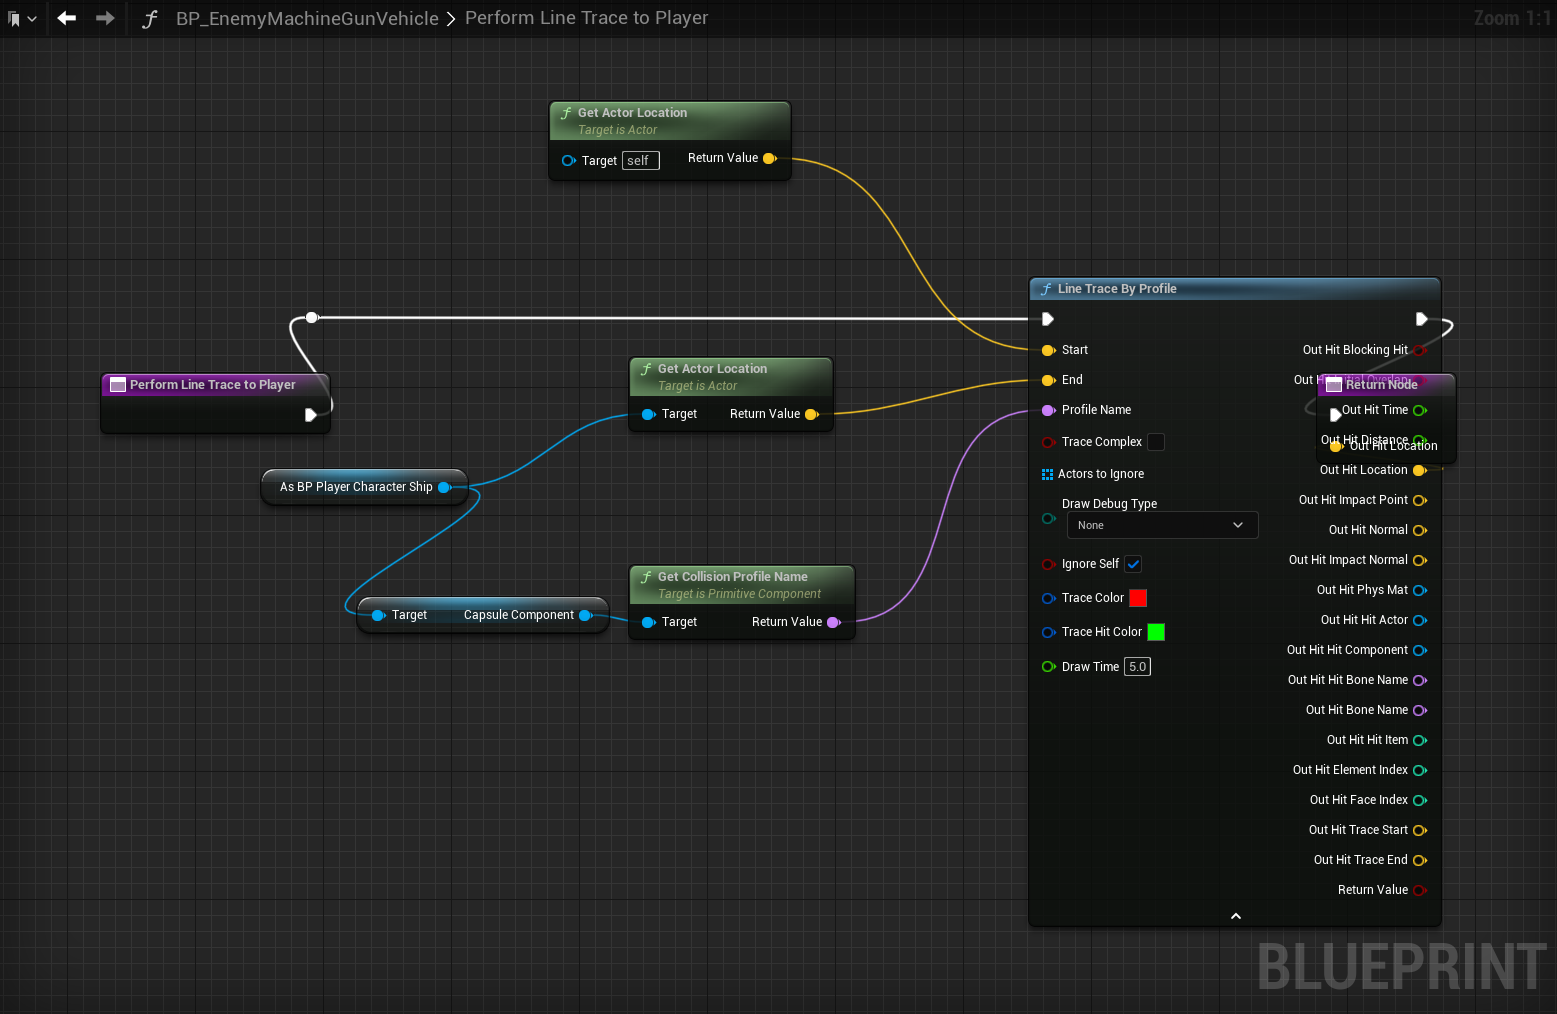 BP_EnemyMachineGunVehicle > Perform Line Trace to Player
Zoom 1:1
f Get Actor Location
Target is Actor
Target self Return Value
f Line Trace By Profile
Start
End
Profile Name
Trace Complex
Actors to Ignore
Draw Debug Type
None
Ignore Self
Trace Color
Trace Hit Color
Draw Time 5.0
Out Hit Blocking Hit
Out Hit Initial Overlap
Out Hit Time
Out Hit Distance
Out Hit Location
Out Hit Impact Point
Out Hit Normal
Out Hit Impact Normal
Out Hit Phys Mat
Out Hit Hit Actor
Out Hit Hit Component
Out Hit Hit Bone Name
Out Hit Bone Name
Out Hit Hit Item
Out Hit Element Index
Out Hit Face Index
Out Hit Trace Start
Out Hit Trace End
Return Value
Return Node
Out Hit Location
Perform Line Trace to Player
f Get Actor Location
Target is Actor
Target Return Value
As BP Player Character Ship
f Get Collision Profile Name
Target is Primitive Component
Target Return Value
Target Capsule Component
BLUEPRINT